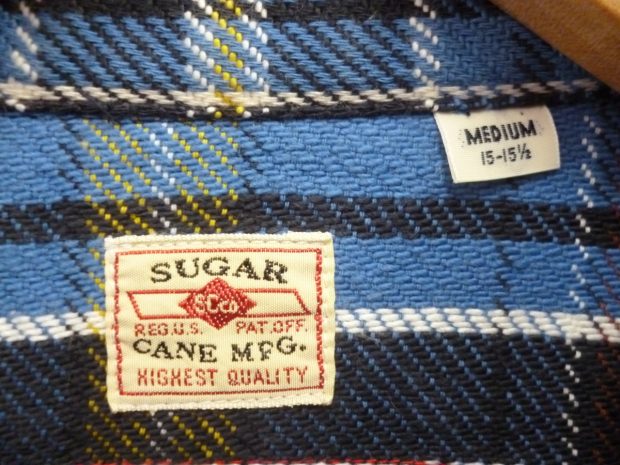 MEDIUM
15-15½
SUGAR
SCCo.
REG.U.S. PAT.OFF.
CANE MFG.
HIGHEST QUALITY